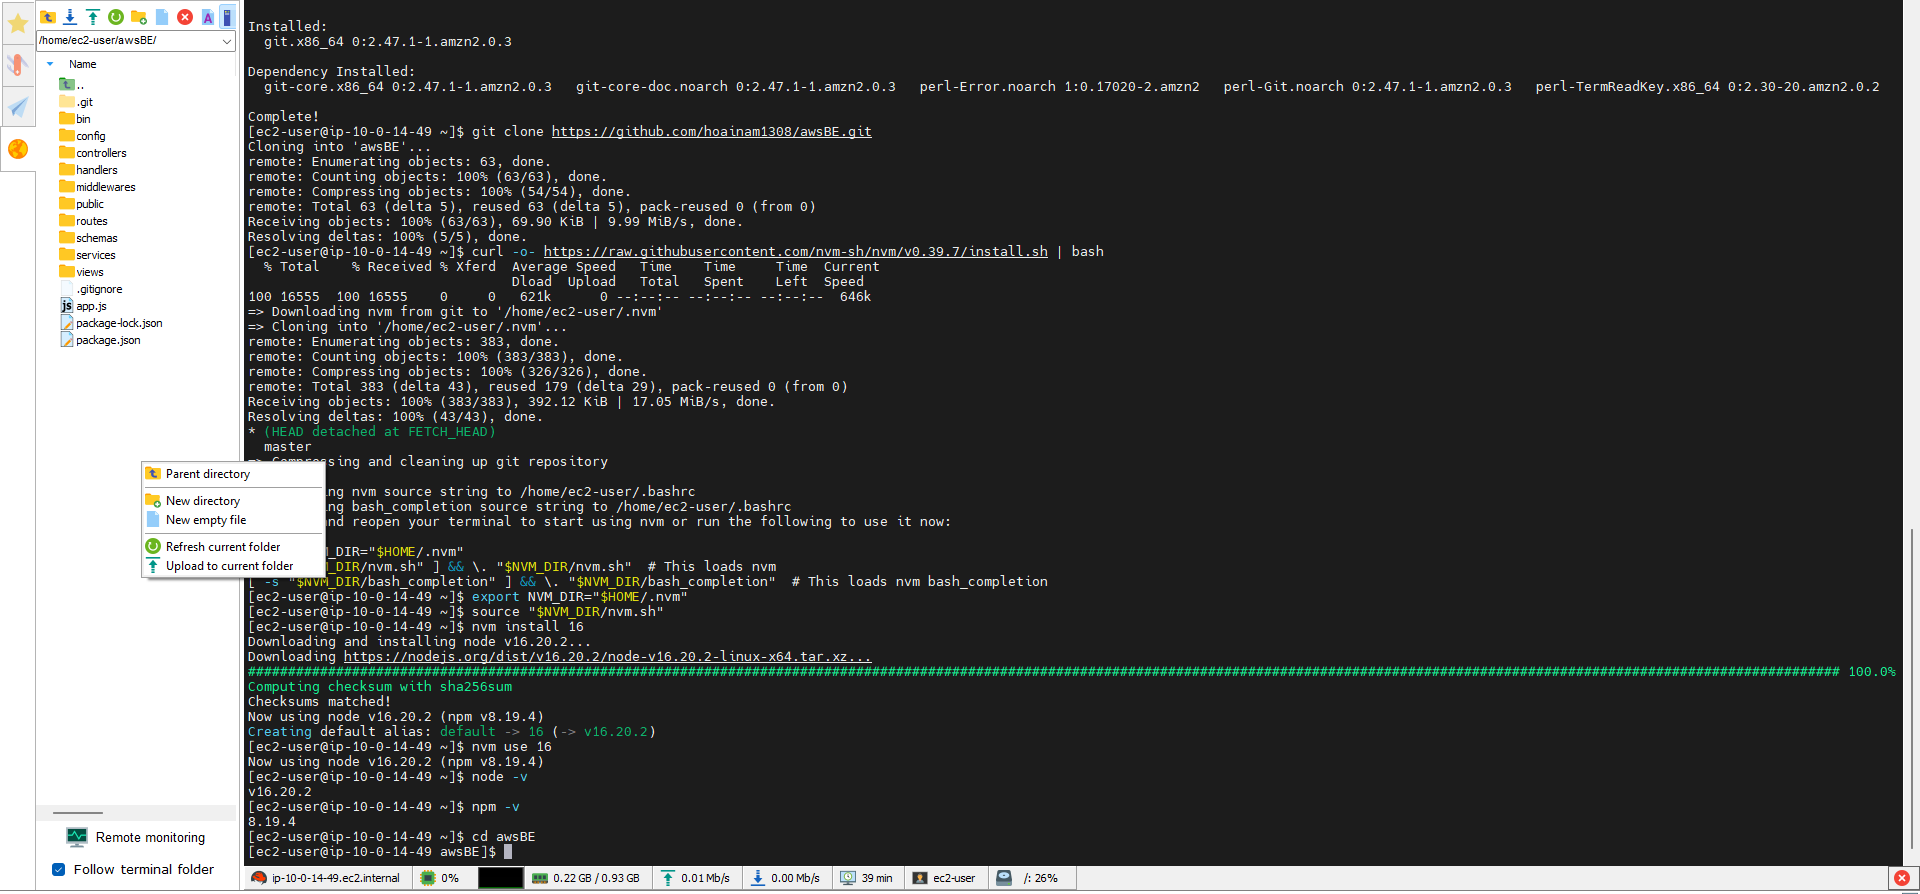 /home/ec2-user/awsBE/
Name
..
.git
bin
config
controllers
handlers
middlewares
public
routes
schemas
services
views
.gitignore
app.js
package-lock.json
package.json
Parent directory
New directory
New empty file
Refresh current folder
Upload to current folder
Remote monitoring
Follow terminal folder
Installed:
git.x86_64 0:2.47.1-1.amzn2.0.3
Dependency Installed:
git-core.x86_64 0:2.47.1-1.amzn2.0.3 git-core-doc.noarch 0:2.47.1-1.amzn2.0.3 perl-Error.noarch 1:0.17020-2.amzn2 perl-Git.noarch 0:2.47.1-1.amzn2.0.3 perl-TermReadKey.x86_64 0:2.30-20.amzn2.0.2
Complete!
[ec2-user@ip-10-0-14-49 ~]$ git clone https://github.com/hoainam1308/awsBE.git
Cloning into 'awsBE'...
remote: Enumerating objects: 63, done.
remote: Counting objects: 100% (63/63), done.
remote: Compressing objects: 100% (54/54), done.
remote: Total 63 (delta 5), reused 63 (delta 5), pack-reused 0 (from 0)
Receiving objects: 100% (63/63), 69.90 KiB | 9.99 MiB/s, done.
Resolving deltas: 100% (5/5), done.
[ec2-user@ip-10-0-14-49 ~]$ curl -o- https://raw.githubusercontent.com/nvm-sh/nvm/v0.39.7/install.sh | bash
% Total % Received % Xferd Average Speed Time Time Time Current
Dload Upload Total Spent Left Speed
100 16555 100 16555 0 0 621k 0 --:--:-- --:--:-- --:--:-- 646k
=> Downloading nvm from git to '/home/ec2-user/.nvm'
=> Cloning into '/home/ec2-user/.nvm'...
remote: Enumerating objects: 383, done.
remote: Counting objects: 100% (383/383), done.
remote: Compressing objects: 100% (326/326), done.
remote: Total 383 (delta 43), reused 179 (delta 29), pack-reused 0 (from 0)
Receiving objects: 100% (383/383), 392.12 KiB | 17.05 MiB/s, done.
Resolving deltas: 100% (43/43), done.
* (HEAD detached at FETCH_HEAD)
master
=> Compressing and cleaning up git repository
ng nvm source string to /home/ec2-user/.bashrc
ng bash_completion source string to /home/ec2-user/.bashrc
nd reopen your terminal to start using nvm or run the following to use it now:
_DIR="$HOME/.nvm"
_DIR/nvm.sh" ] && \. "$NVM_DIR/nvm.sh" # This loads nvm
[ -s "$NVM_DIR/bash_completion" ] && \. "$NVM_DIR/bash_completion" # This loads nvm bash_completion
[ec2-user@ip-10-0-14-49 ~]$ export NVM_DIR="$HOME/.nvm"
[ec2-user@ip-10-0-14-49 ~]$ source "$NVM_DIR/nvm.sh"
[ec2-user@ip-10-0-14-49 ~]$ nvm install 16
Downloading and installing node v16.20.2...
Downloading https://nodejs.org/dist/v16.20.2/node-v16.20.2-linux-x64.tar.xz...
100.0%
Computing checksum with sha256sum
Checksums matched!
Now using node v16.20.2 (npm v8.19.4)
Creating default alias: default -> 16 (-> v16.20.2)
[ec2-user@ip-10-0-14-49 ~]$ nvm use 16
Now using node v16.20.2 (npm v8.19.4)
[ec2-user@ip-10-0-14-49 ~]$ node -v
v16.20.2
[ec2-user@ip-10-0-14-49 ~]$ npm -v
8.19.4
[ec2-user@ip-10-0-14-49 ~]$ cd awsBE
[ec2-user@ip-10-0-14-49 awsBE]$
ip-10-0-14-49.ec2.internal 0% 0.22 GB / 0.93 GB 0.01 Mb/s 0.00 Mb/s 39 min ec2-user /: 26%